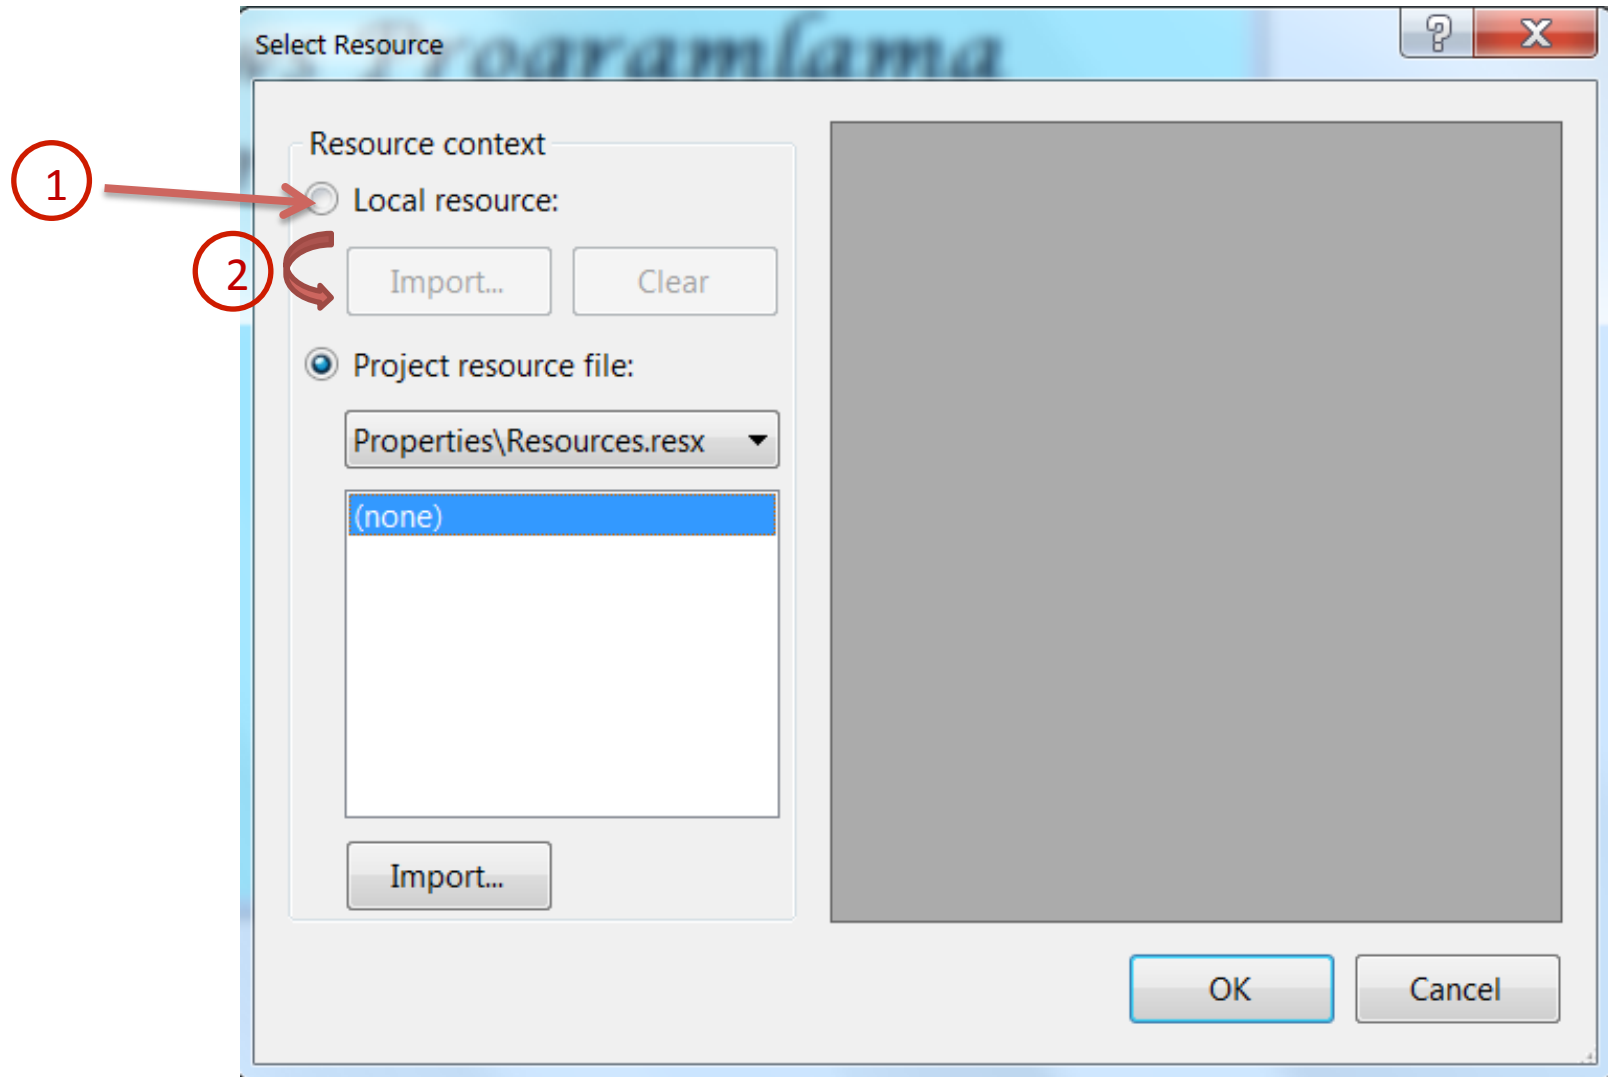 Programlama
Select Resource
Resource context
1
Local resource:
2
Import...
Clear
Project resource file:
Properties\Resources.resx
(none)
Import...
OK
Cancel